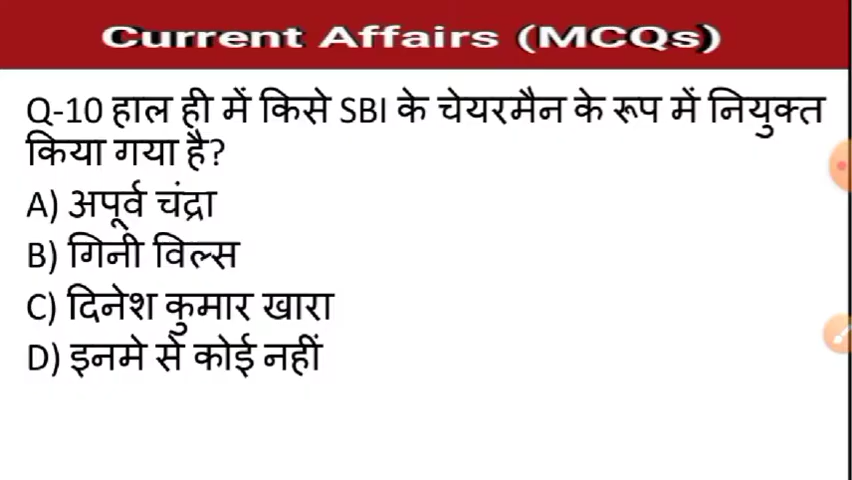 Current Affairs (MCQs)
Q-10 हाल ही में किसे SBI के चेयरमैन के रूप में नियुक्त
किया गया है?
A) अपूर्व चंद्रा
B) गिनी विल्स
C) दिनेश कुमार खारा
D) इनमे से कोई नहीं